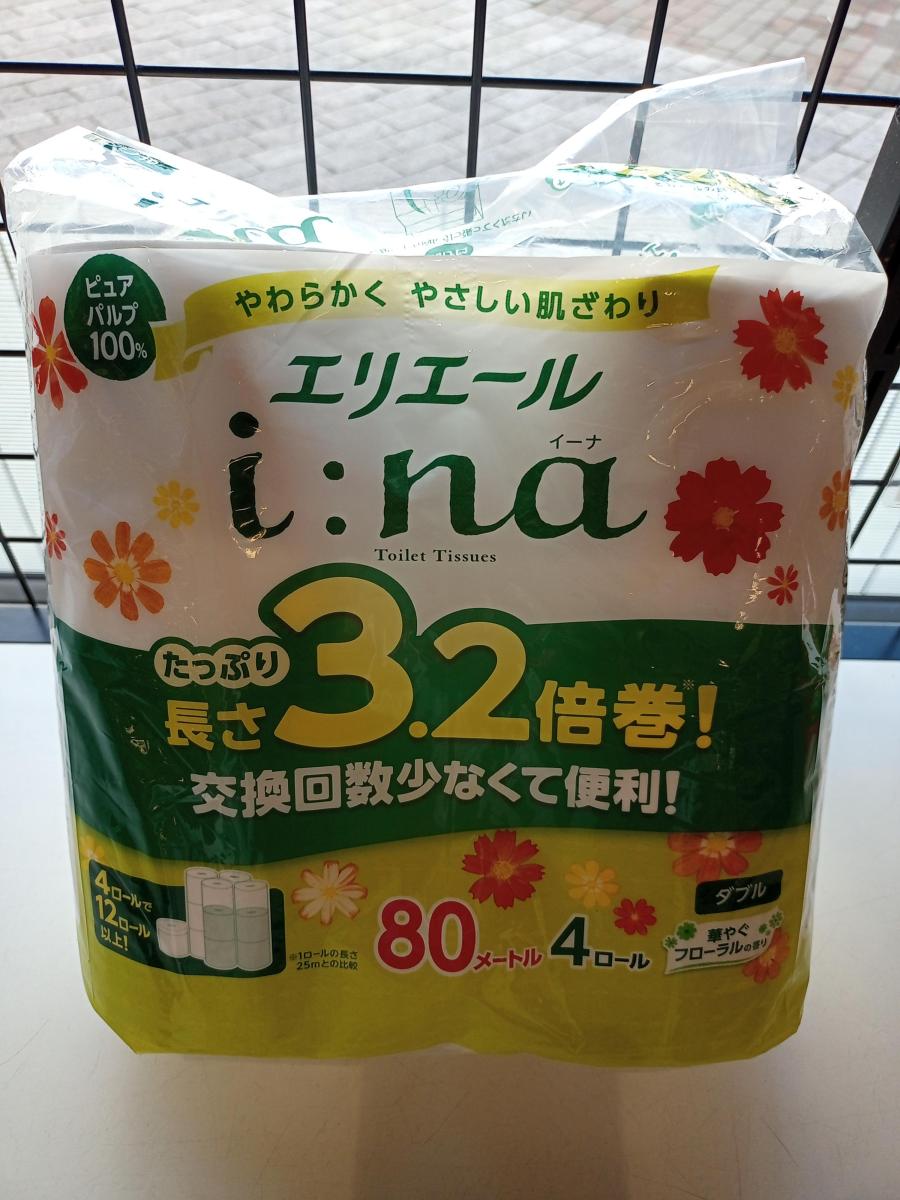 ピュア
パルプ
100%
やわらかく やさしい肌ざわり
エリエール
イーナ
i:na
Toilet Tissues
たっぷり
長さ3.2倍巻※!
交換回数少なくて便利!
4ロールで
12ロール
以上!
※1ロールの長さ
25mとの比較
80メートル 4ロール
ダブル
華やぐ
フローラルの香り